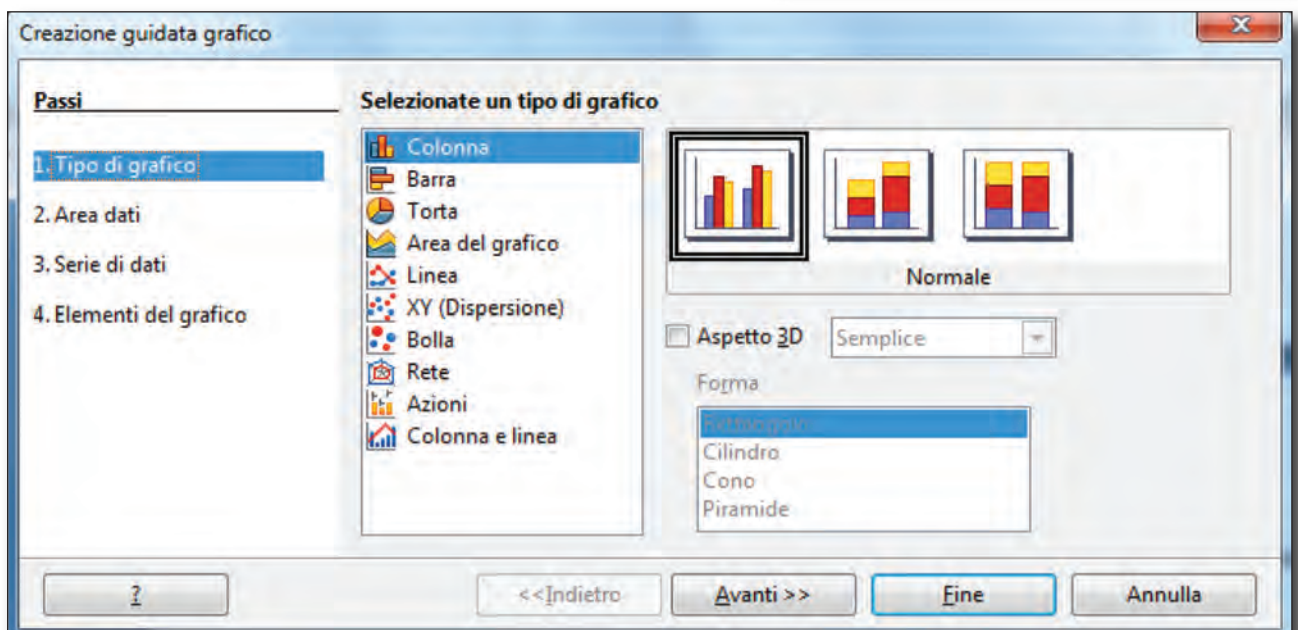 Creazione guidata grafico
Passi
1. Tipo di grafico
2. Area dati
3. Serie di dati
4. Elementi del grafico
Selezionate un tipo di grafico
Colonna
Barra
Torta
Area del grafico
Linea
XY (Dispersione)
Bolla
Rete
Azioni
Colonna e linea
Normale
Aspetto 3D
Semplice
Forma
Rettangolo
Cilindro
Cono
Piramide
?
<<Indietro
Avanti >>
Fine
Annulla